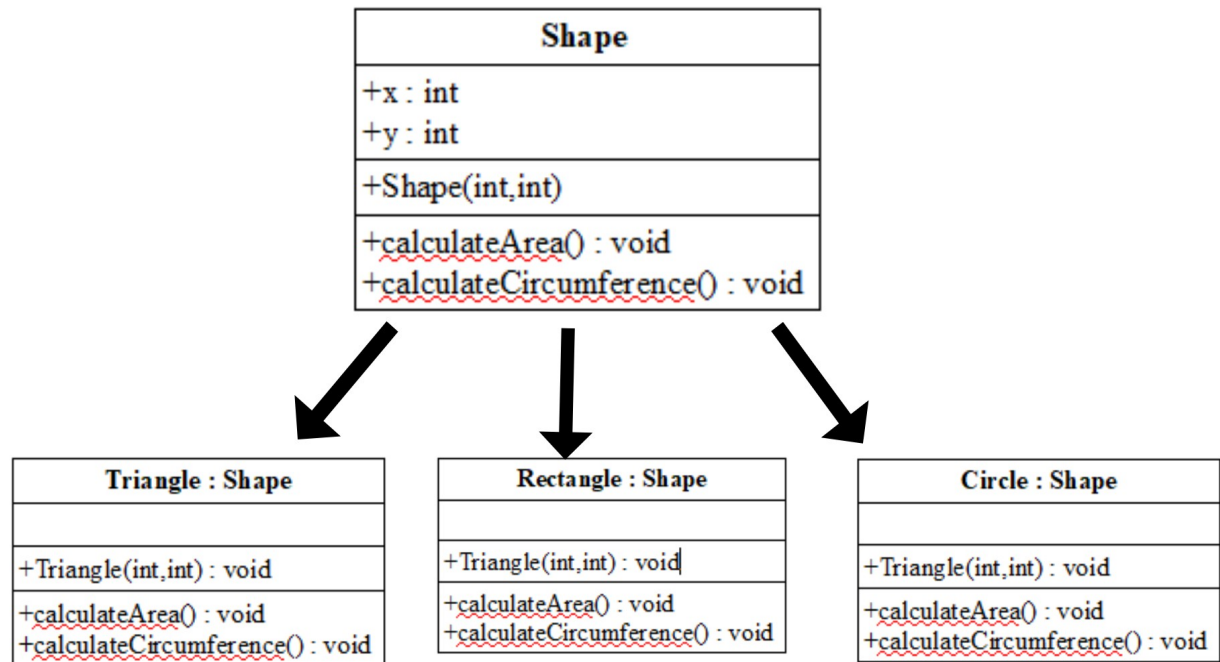 Shape
+x : int
+y : int
+Shape(int,int)
+calculateArea() : void
+calculateCircumference() : void
Triangle : Shape
+Triangle(int,int) : void
+calculateArea() : void
+calculateCircumference() : void
Rectangle : Shape
+Triangle(int,int) : void
+calculateArea() : void
+calculateCircumference() : void
Circle : Shape
+Triangle(int,int) : void
+calculateArea() : void
+calculateCircumference() : void